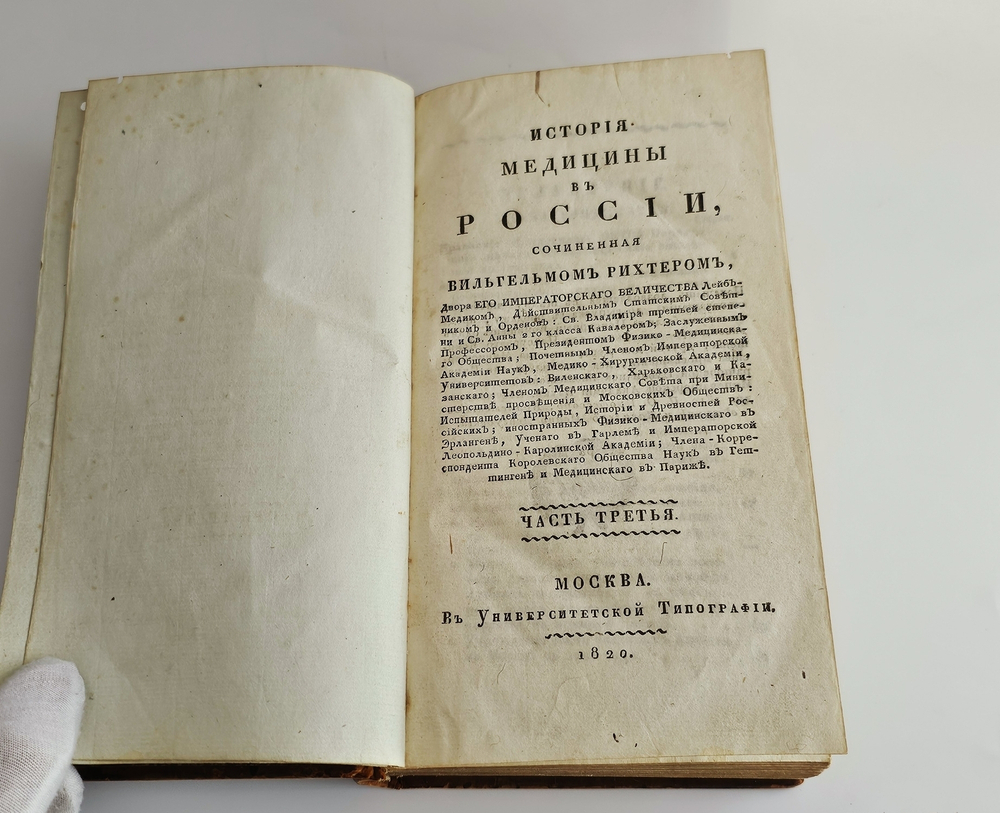 ИСТОРІЯ
МЕДИЦИНЫ
ВЪ
РОССІИ,
СОЧИНЕННАЯ
ВИЛЬГЕЛЬМОМЪ РИХТЕРОМЪ,
Двора ЕГО ИМПЕРАТОРСКАГО ВЕЛИЧЕСТВА Лейбъ-
Медикомъ, Дѣйствительнымъ Статскимъ Совѣт-
никомъ и Орденовъ: Св. Владиміра третьей степе-
ни и Св. Анны 2 го класса Кавалеромъ; Заслуженнымъ
Профессоромъ, Президентомъ Физико-Медицинска-
го Общества; Почетнымъ Членомъ Императорской
Академіи Наукъ, Медико-Хирургической Академіи,
Университетовъ: Виленскаго, Харьковскаго и Ка-
занскаго; Членомъ Медицинскаго Совѣта при Мини-
стерствѣ просвѣщенія и Московскихъ Обществъ:
Испытателей Природы, Исторіи и Древностей Рос-
сійскихъ; иностранныхъ Физико-Медицинскаго въ
Эрлангенѣ, Ученаго въ Гарлемѣ и Императорской
Леопольдино-Каролинской Академіи; Члена-Корре-
спондента Королевскаго Общества Наукъ въ Гет-
тингенѣ и Медицинскаго въ Парижѣ.
ЧАСТЬ ТРЕТЬЯ.
МОСКВА.
Въ Университетской Типографіи.
1820.